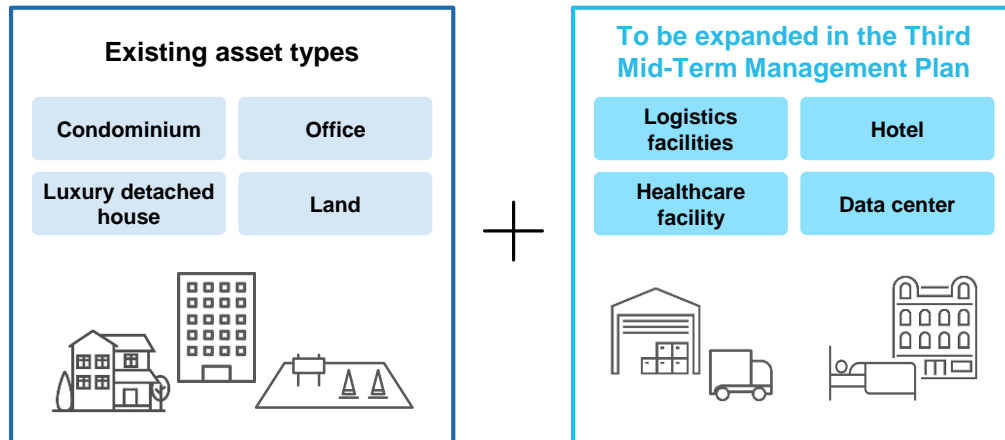 Existing asset types
Condominium
Office
Luxury detached
house
Land
To be expanded in the Third
Mid-Term Management Plan
Logistics
facilities
Hotel
Healthcare
facility
Data center